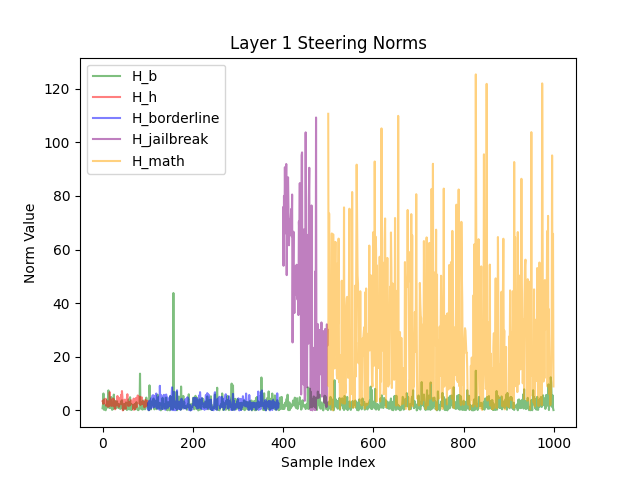 Layer 1 Steering Norms
H_b
H_h
H_borderline
H_jailbreak
H_math
Norm Value
120
100
80
60
40
20
0
0 200 400 600 800 1000
Sample Index